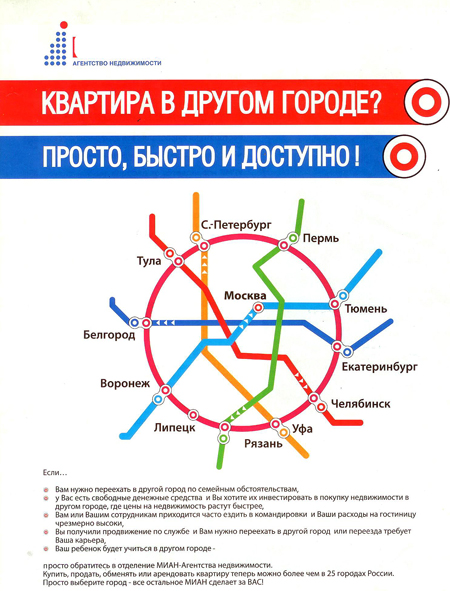 АГЕНТСТВО НЕДВИЖИМОСТИ
КВАРТИРА В ДРУГОМ ГОРОДЕ?
ПРОСТО, БЫСТРО И ДОСТУПНО!
С.-Петербург
Пермь
Тула
Москва
Тюмень
Белгород
Екатеринбург
Воронеж
Челябинск
Липецк
Уфа
Рязань
Если...
Вам нужно переехать в другой город по семейным обстоятельствам,
у Вас есть свободные денежные средства и Вы хотите их инвестировать в покупку недвижимости в
другом городе, где цены на недвижимость растут быстрее,
Вам или Вашим сотрудникам приходится часто ездить в командировки и Ваши расходы на гостиницу
чрезмерно высоки,
Вы получили продвижение по службе и Вам нужно переехать в другой город или переезда требует
Ваша карьера,
Ваш ребенок будет учиться в другом городе -
просто обратитесь в отделение МИАН-Агентства недвижимости.
Купить, продать, обменять или арендовать квартиру теперь можно более чем в 25 городах России.
Просто выберите город - все остальное МИАН сделает за ВАС!